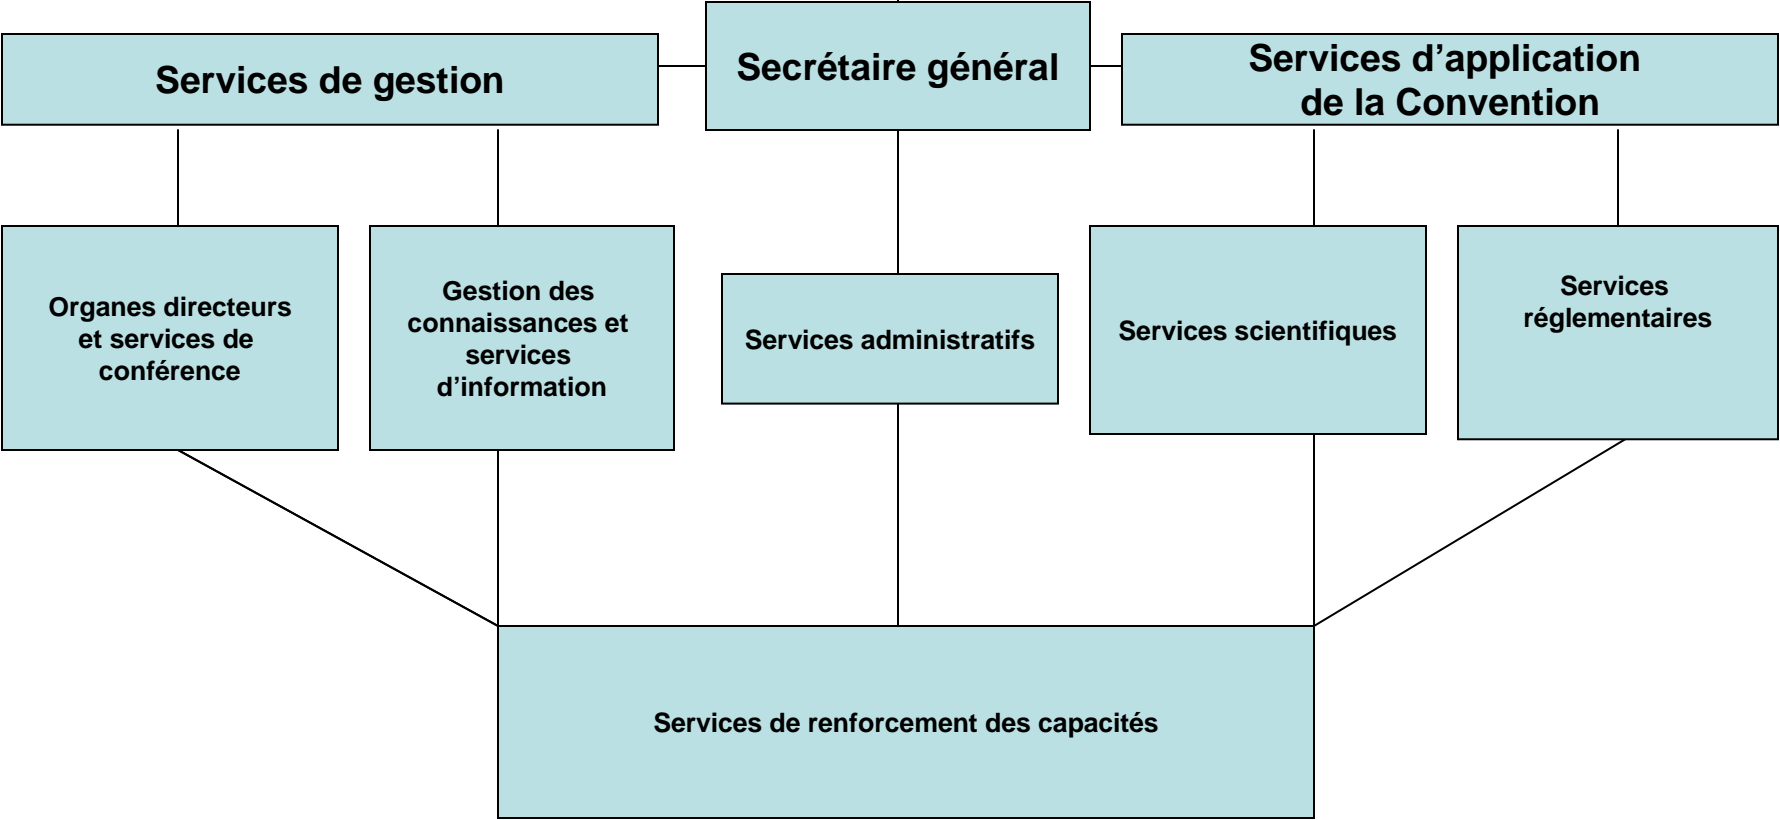 Services de gestion
Secrétaire général
Services d’application
de la Convention
Organes directeurs
et services de
conférence
Gestion des
connaissances et
services
d’information
Services administratifs
Services scientifiques
Services
réglementaires
Services de renforcement des capacités